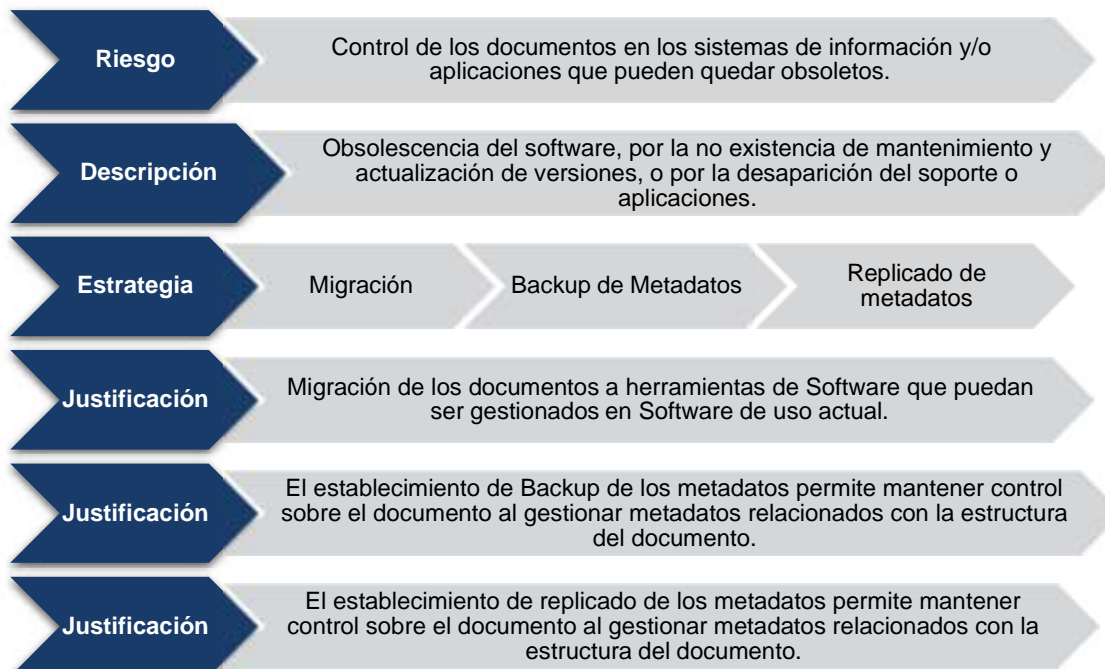 Riesgo
Control de los documentos en los sistemas de información y/o
aplicaciones que pueden quedar obsoletos.
Descripción
Obsolescencia del software, por la no existencia de mantenimiento y
actualización de versiones, o por la desaparición del soporte o
aplicaciones.
Estrategia
Migración
Backup de Metadatos
Replicado de
metadatos
Justificación
Migración de los documentos a herramientas de Software que puedan
ser gestionados en Software de uso actual.
Justificación
El establecimiento de Backup de los metadatos permite mantener control
sobre el documento al gestionar metadatos relacionados con la estructura
del documento.
Justificación
El establecimiento de replicado de los metadatos permite mantener
control sobre el documento al gestionar metadatos relacionados con la
estructura del documento.